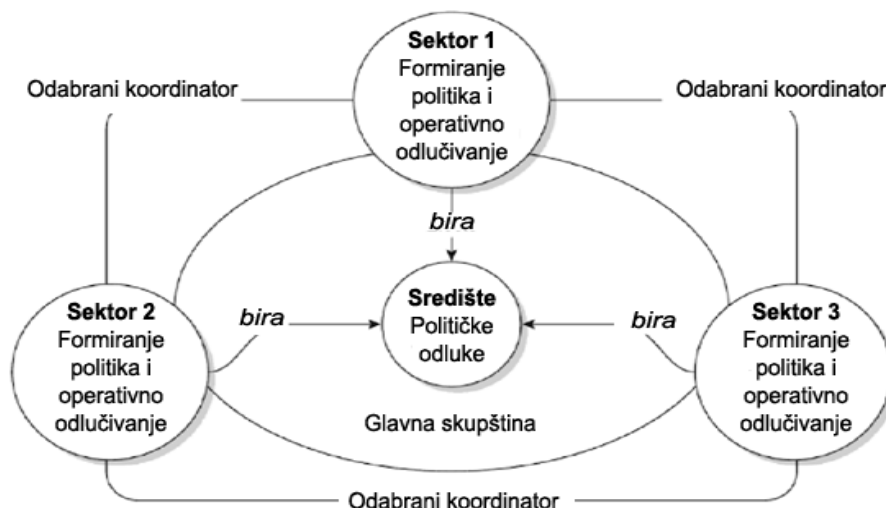 Sektor 1
Formiranje
politika i
operativno
odlučivanje
Odabrani koordinator
Odabrani koordinator
bira
Sektor 2
Formiranje
politika i
operativno
odlučivanje
bira
Središte
Političke
odluke
bira
Sektor 3
Formiranje
politika i
operativno
odlučivanje
Glavna skupština
Odabrani koordinator